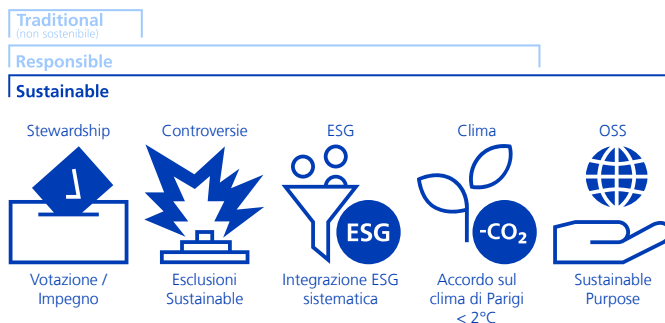 Traditional
(non sostenibile)
Responsible
Sustainable
Stewardship
Controversie
ESG
Clima
OSS
ESG
-CO₂
Votazione /
Impegno
Esclusioni
Sustainable
Integrazione ESG
sistematica
Accordo sul
clima di Parigi
< 2°C
Sustainable
Purpose